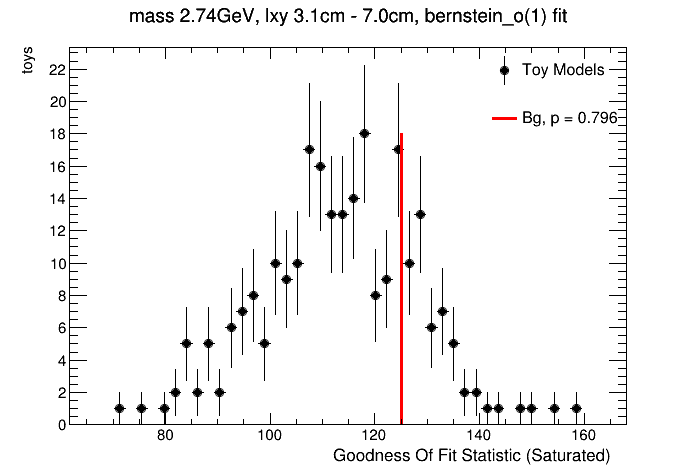 mass 2.74GeV, lxy 3.1cm - 7.0cm, bernstein_o(1) fit
toys
22
20
18
16
14
12
10
8
6
4
2
0
Toy Models
Bg, p = 0.796
80 100 120 140 160
Goodness Of Fit Statistic (Saturated)